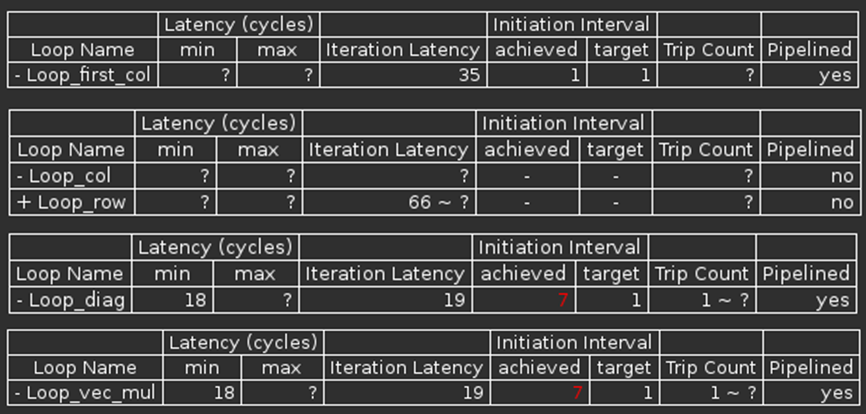 Latency (cycles) Initiation Interval
Loop Name min max Iteration Latency achieved target Trip Count Pipelined
- Loop_first_col ? ? 35 1 1 ? yes
Latency (cycles) Initiation Interval
Loop Name min max Iteration Latency achieved target Trip Count Pipelined
- Loop_col ? ? ? - - ? no
+ Loop_row ? ? 66 ~ ? - - ? no
Latency (cycles) Initiation Interval
Loop Name min max Iteration Latency achieved target Trip Count Pipelined
- Loop_diag 18 ? 19 7 1 1 ~ ? yes
Latency (cycles) Initiation Interval
Loop Name min max Iteration Latency achieved target Trip Count Pipelined
- Loop_vec_mul 18 ? 19 7 1 1 ~ ? yes